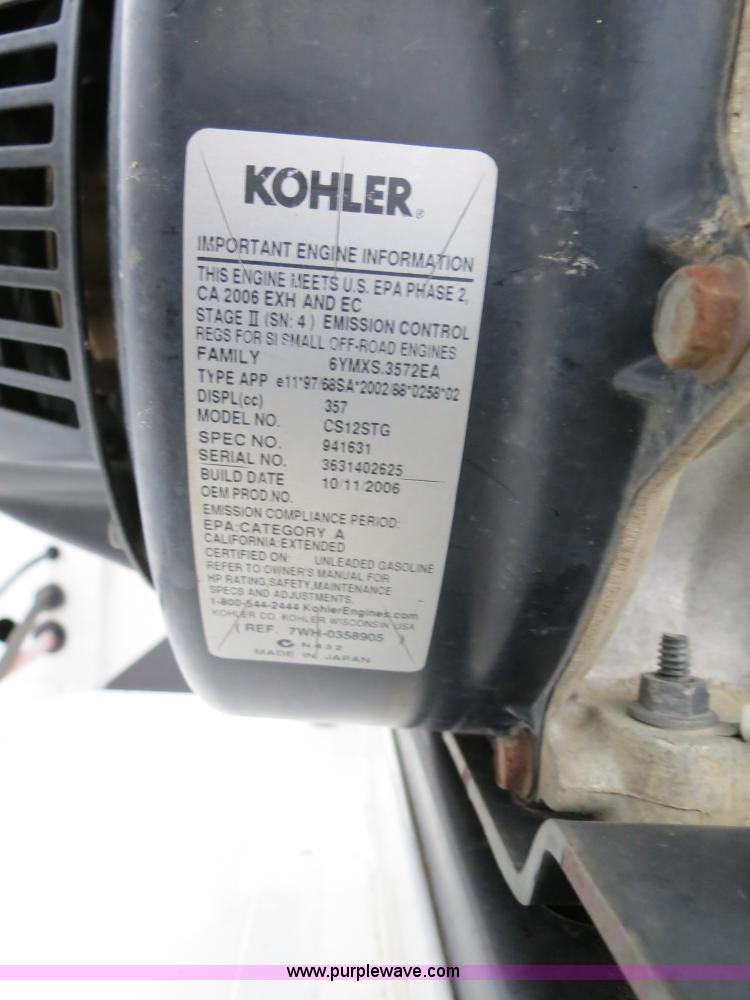 KOHLER®
IMPORTANT ENGINE INFORMATION
THIS ENGINE MEETS U.S. EPA PHASE 2,
CA 2006 EXH AND EC
STAGE II (SN: 4 ) EMISSION CONTROL
REGS FOR SI SMALL OFF-ROAD ENGINES
FAMILY 6YMXS.3572EA
TYPE APP e11*97/68SA*2002/88*0258*02
DISPL(cc) 357
MODEL NO. CS12STG
SPEC NO. 941631
SERIAL NO. 3631402625
BUILD DATE 10/11/2006
OEM PROD.NO.
EMISSION COMPLIANCE PERIOD:
EPA:CATEGORY A
CALIFORNIA:EXTENDED
CERTIFIED ON: UNLEADED GASOLINE
REFER TO OWNER'S MANUAL FOR
HP RATING,SAFETY,MAINTENANCE
SPECS AND ADJUSTMENTS.
1-800-544-2444 KohlerEngines.com
KOHLER CO. KOHLER WISCONSIN USA
( REF. 7WH-0358905 )
N432
MADE IN JAPAN
www.purplewave.com